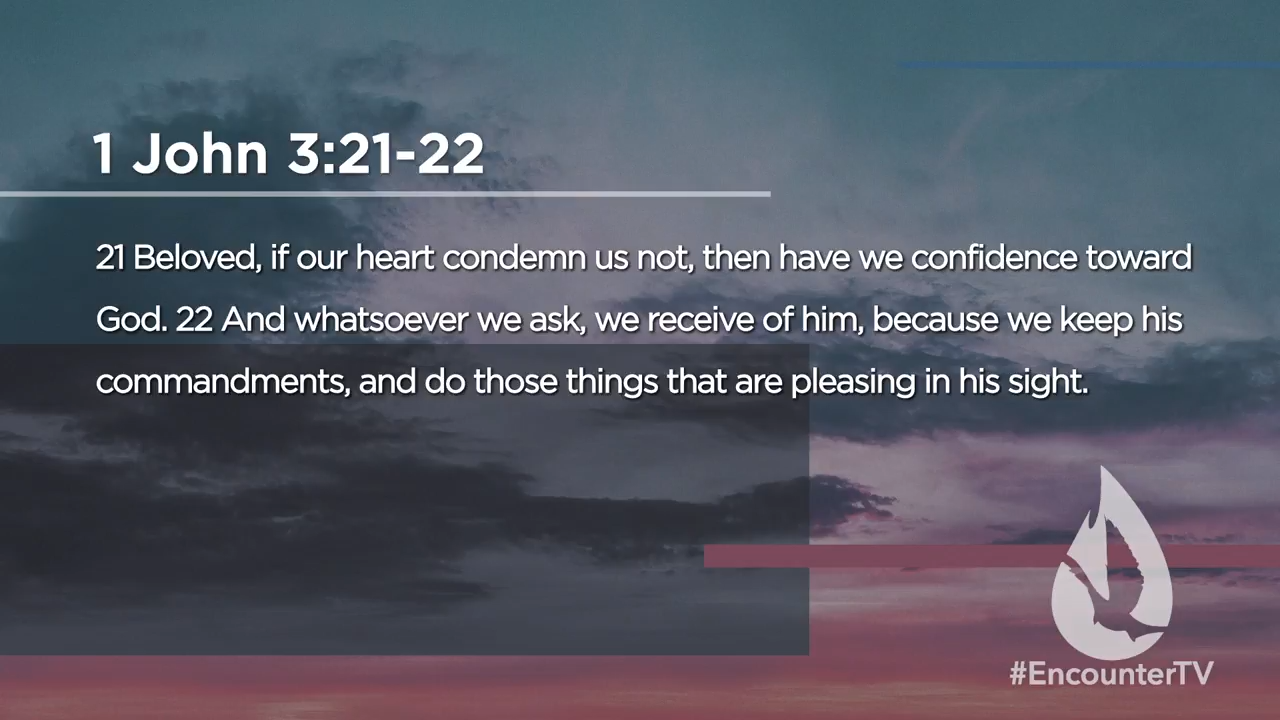 1 John 3:21-22
21 Beloved, if our heart condemn us not, then have we confidence toward
God. 22 And whatsoever we ask, we receive of him, because we keep his
commandments, and do those things that are pleasing in his sight.
#EncounterTV